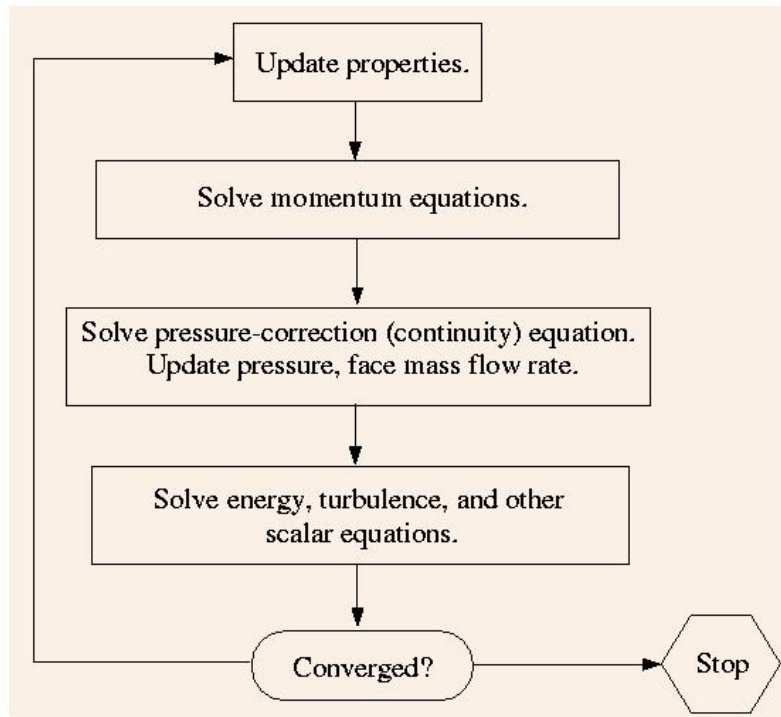 Update properties.
Solve momentum equations.
Solve pressure-correction (continuity) equation.
Update pressure, face mass flow rate.
Solve energy, turbulence, and other
scalar equations.
Converged?
Stop